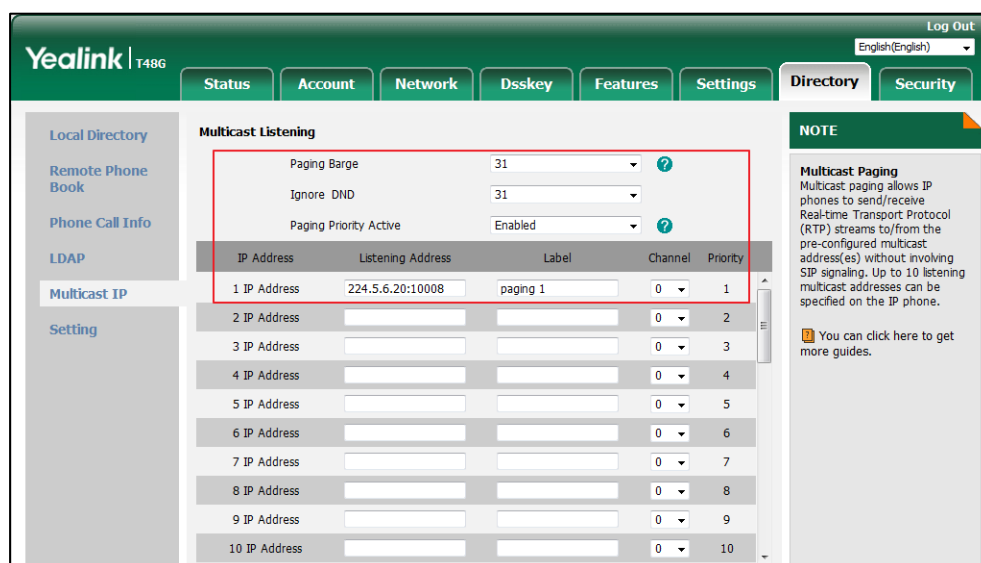 Log Out
English(English)
Yealink T48G
Status Account Network Dsskey Features Settings Directory Security
Local Directory
Remote Phone
Book
Phone Call Info
LDAP
Multicast IP
Setting
Multicast Listening
Paging Barge 31
Ignore DND 31
Paging Priority Active Enabled
IP Address Listening Address Label Channel Priority
1 IP Address 224.5.6.20:10008 paging 1 0 1
2 IP Address 0 2
3 IP Address 0 3
4 IP Address 0 4
5 IP Address 0 5
6 IP Address 0 6
7 IP Address 0 7
8 IP Address 0 8
9 IP Address 0 9
10 IP Address 0 10
NOTE
Multicast Paging
Multicast paging allows IP
phones to send/receive
Real-time Transport Protocol
(RTP) streams to/from the
pre-configured multicast
address(es) without involving
SIP signaling. Up to 10 listening
multicast addresses can be
specified on the IP phone.
You can click here to get
more guides.